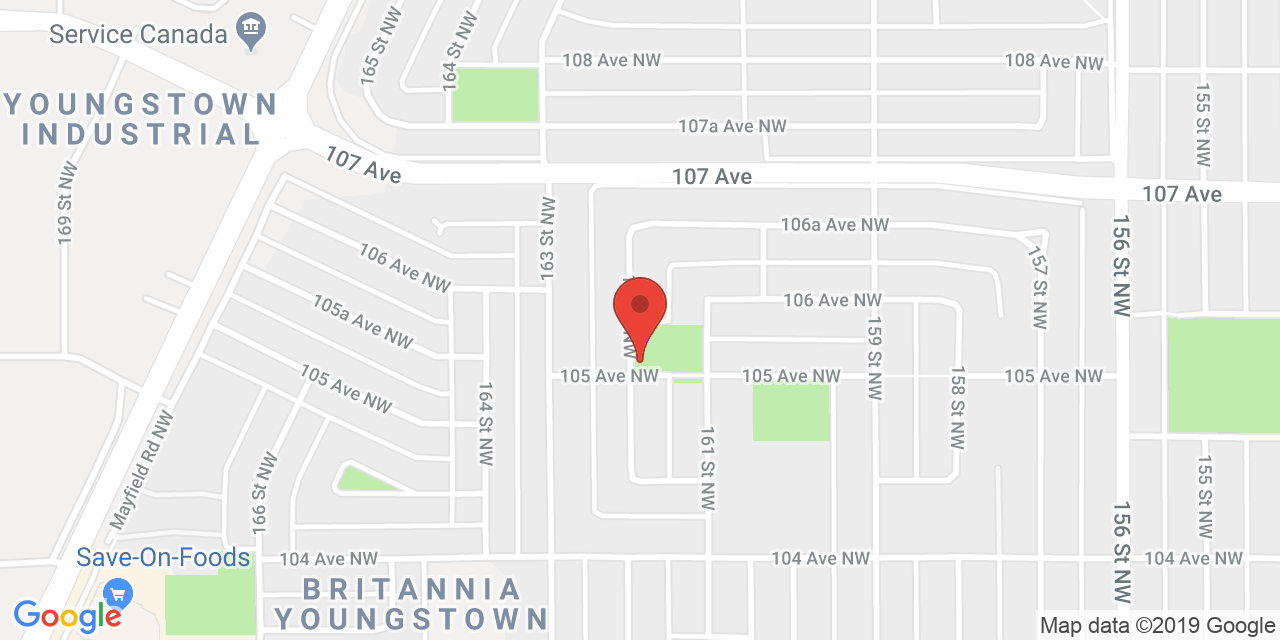 Service Canada
165 St NW
164 St NW
108 Ave NW
108 Ave NW
YOUNGSTOWN
INDUSTRIAL
107a Ave NW
155 St NW
107 Ave
107 Ave
107 Ave
169 St NW
163 St NW
106a Ave NW
156 St NW
106 Ave NW
157 St NW
105a Ave NW
106 Ave NW
159 St NW
NW
105 Ave NW
105 Ave NW
105 Ave NW
105 Ave NW
158 St NW
164 St NW
Mayfield Rd NW
161 St NW
166 St NW
155 St NW
156 St NW
Save-On-Foods
104 Ave NW
104 Ave NW
104 Ave NW
BRITANNIA
YOUNGSTOWN
Google
Map data ©2019 Google